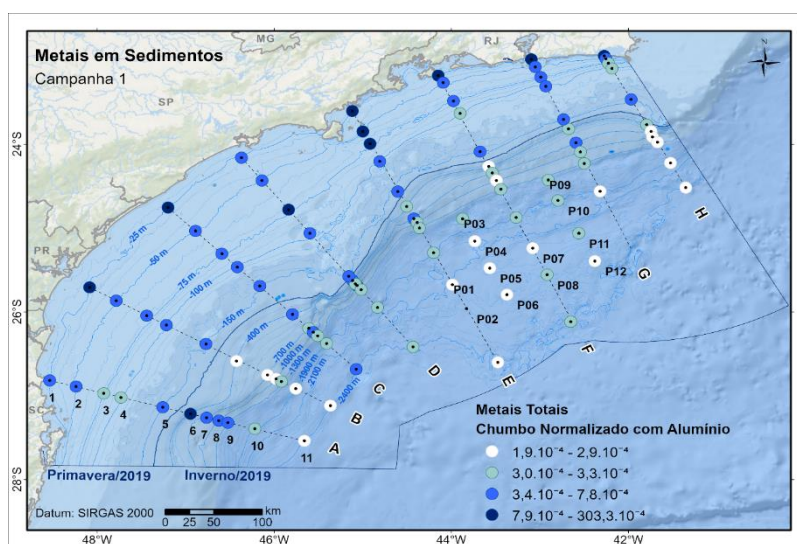 MG
RJ
Metais em Sedimentos
Campanha 1
SP
24°S
PR
-25 m
-50 m
-75 m
-100 m
-150 m
-400 m
-700 m
-1000 m
-1300 m
-1900 m
-2100 m
-2400 m
P09
P03
P10
P04
P11
P07
P05
P12
P01
P08
P06
P02
H
G
F
E
D
C
B
A
26°S
SC
1
2
3
4
5
6
7
8
9
10
11
28°S
Primavera/2019
Inverno/2019
Metais Totais
Chumbo Normalizado com Alumínio
1,9.10⁻⁴ - 2,9.10⁻⁴
3,0.10⁻⁴ - 3,3.10⁻⁴
3,4.10⁻⁴ - 7,8.10⁻⁴
7,9.10⁻⁴ - 303,3.10⁻⁴
Datum: SIRGAS 2000
0 25 50 100
km
48°W
46°W
44°W
42°W